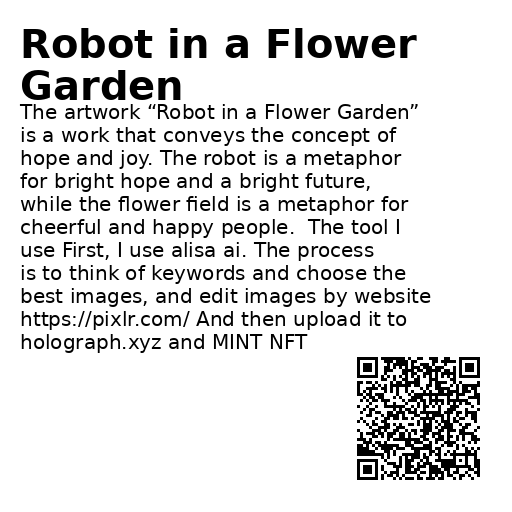 Robot in a Flower
Garden
The artwork “Robot in a Flower Garden”
is a work that conveys the concept of
hope and joy. The robot is a metaphor
for bright hope and a bright future,
while the flower field is a metaphor for
cheerful and happy people.  The tool I
use First, I use alisa ai. The process
is to think of keywords and choose the
best images, and edit images by website
https://pixlr.com/ And then upload it to
holograph.xyz and MINT NFT